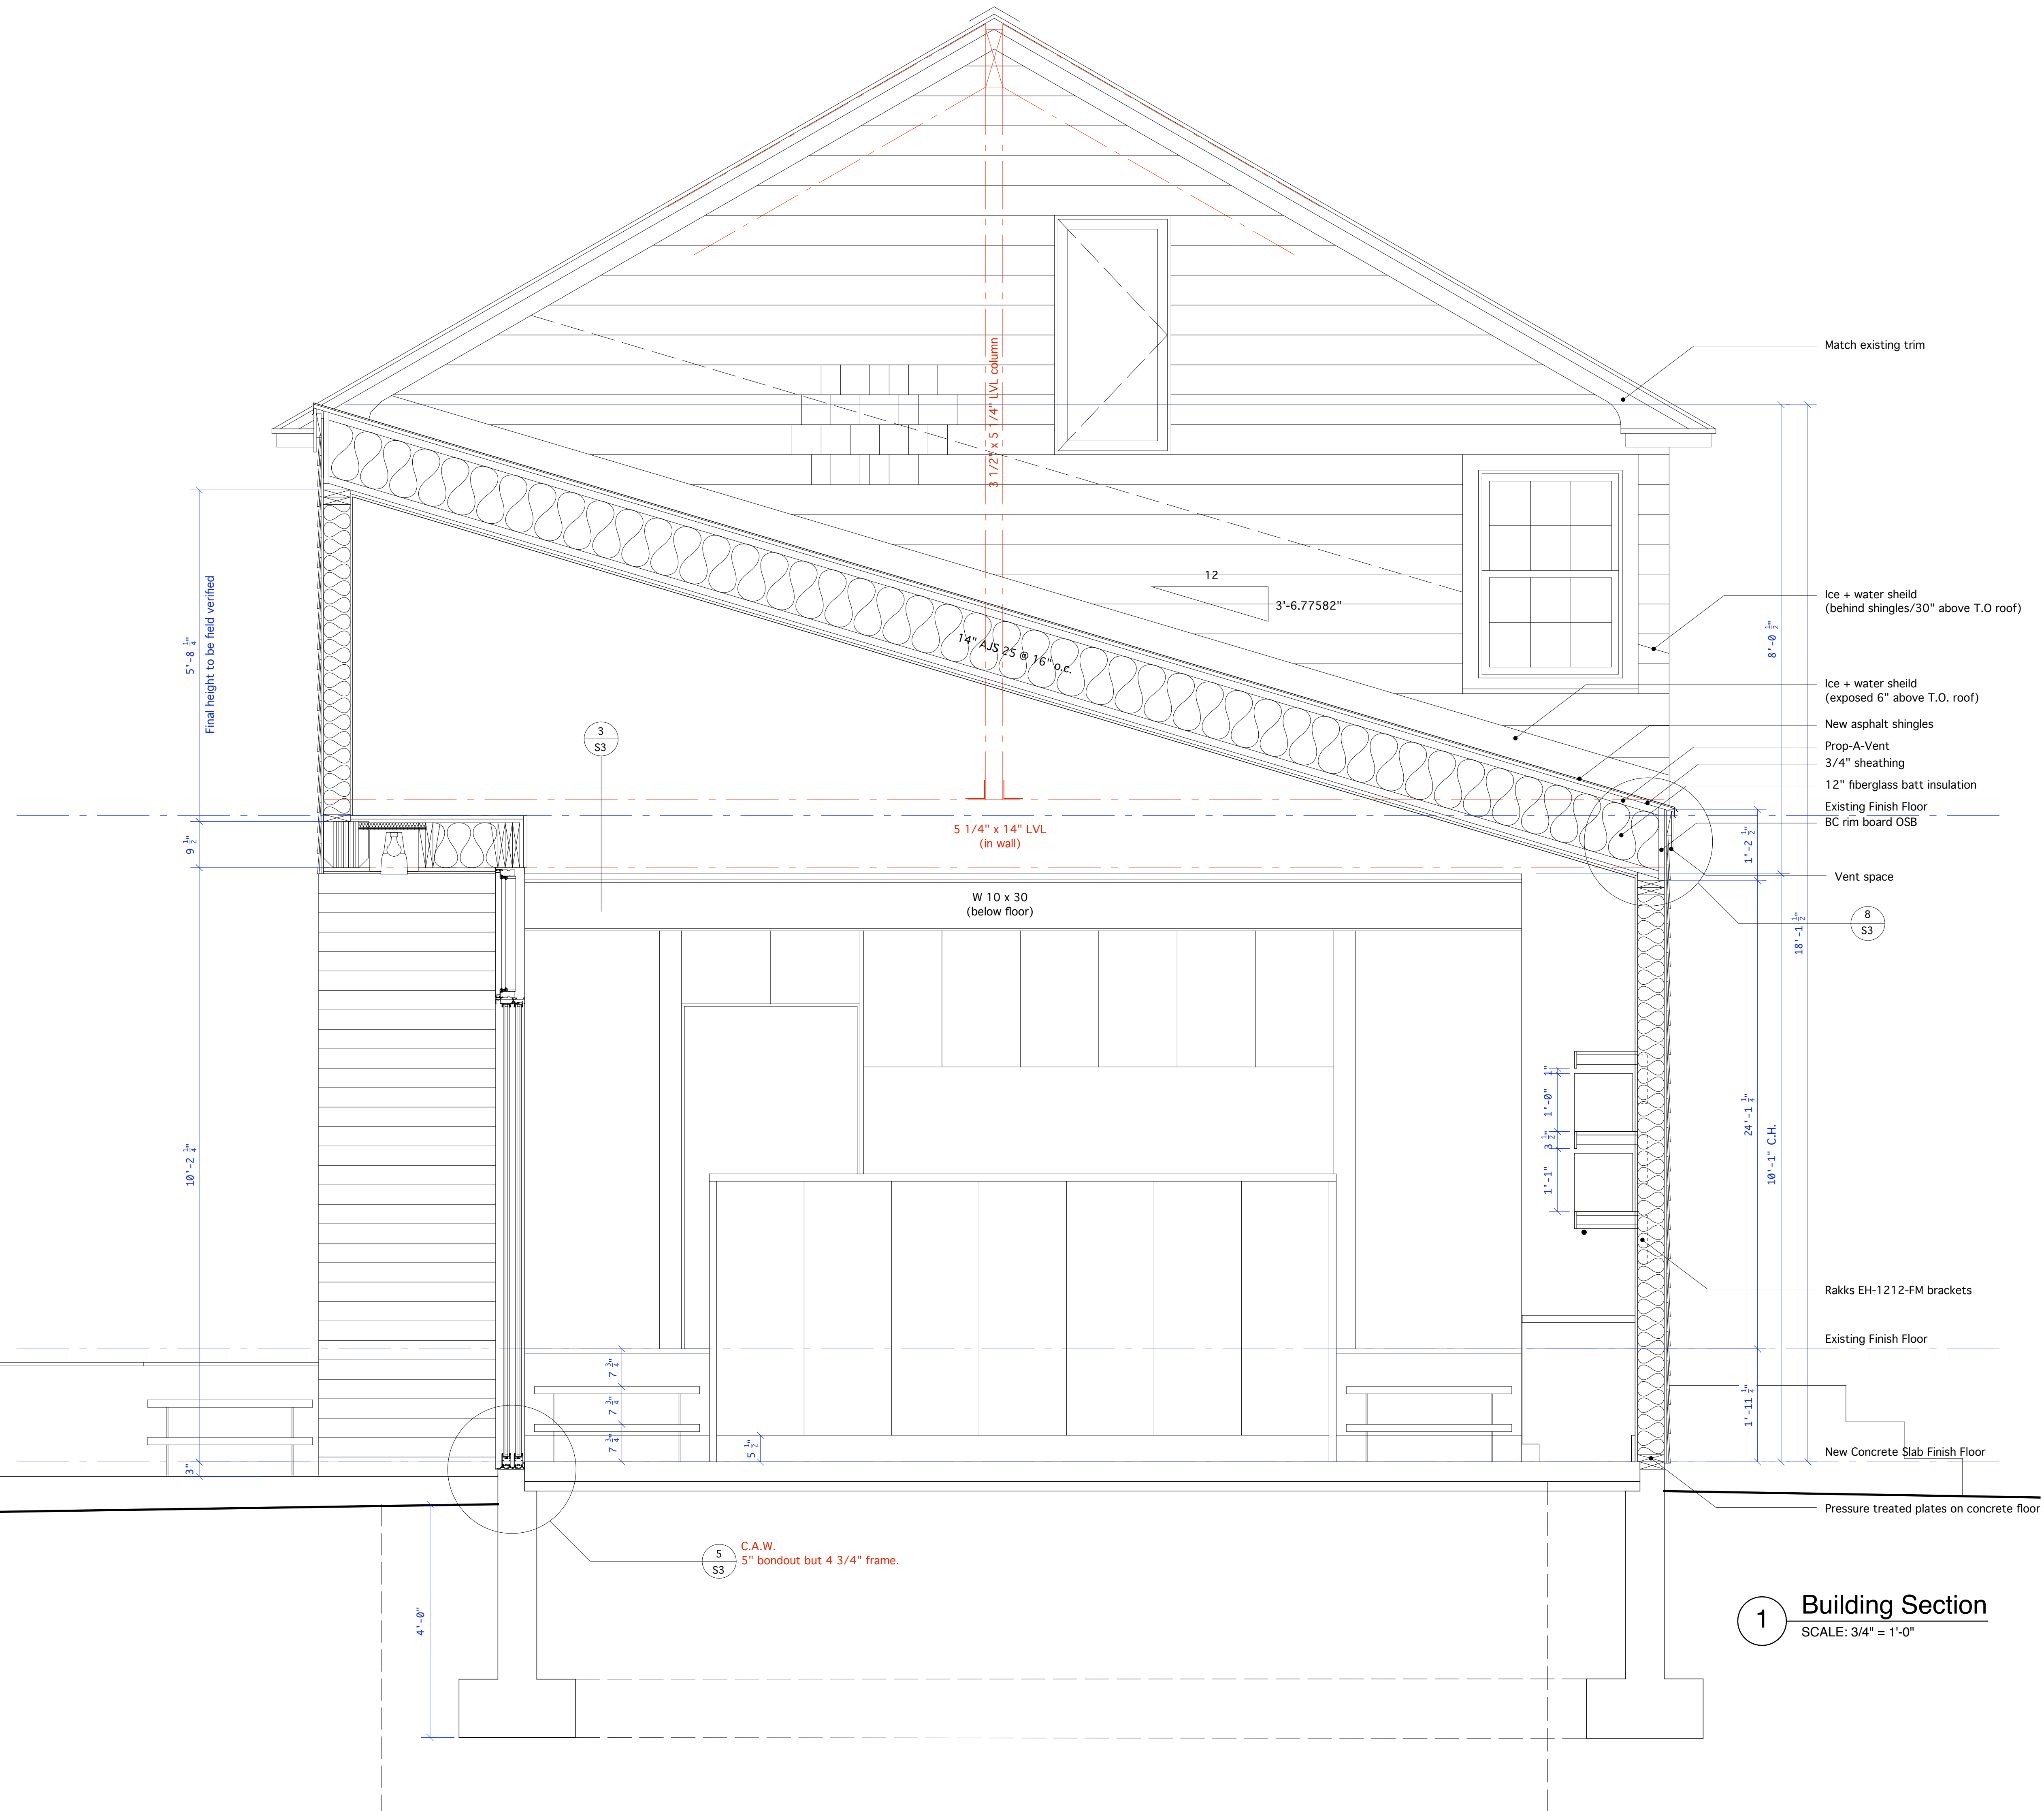 Match existing trim
3 1/2" x 5 1/4" LVL column
12
3'-6.77582"
Ice + water sheild
(behind shingles/30" above T.O roof)
8'-0 1/2"
5'-8 1/4"
Final height to be field verified
14" AJS 25 @ 16" o.c.
Ice + water sheild
(exposed 6" above T.O. roof)
New asphalt shingles
3
S3
Prop-A-Vent
3/4" sheathing
12" fiberglass batt insulation
Existing Finish Floor
BC rim board OSB
5 1/4" x 14" LVL
(in wall)
9 1/2"
1'-2 1/2"
Vent space
W 10 x 30
(below floor)
8
S3
18'-1 1/2"
1"
1'-0"
3 1/2"
1'-1"
24'-1 1/4"
10'-1" C.H.
10'-2 1/4"
Rakks EH-1212-FM brackets
Existing Finish Floor
7 3/4"
7 3/4"
7 3/4"
5 1/2"
1'-11 1/4"
New Concrete Slab Finish Floor
3"
Pressure treated plates on concrete floor
5
S3
C.A.W.
5" bondout but 4 3/4" frame.
4'-0"
1
Building Section
SCALE: 3/4" = 1'-0"